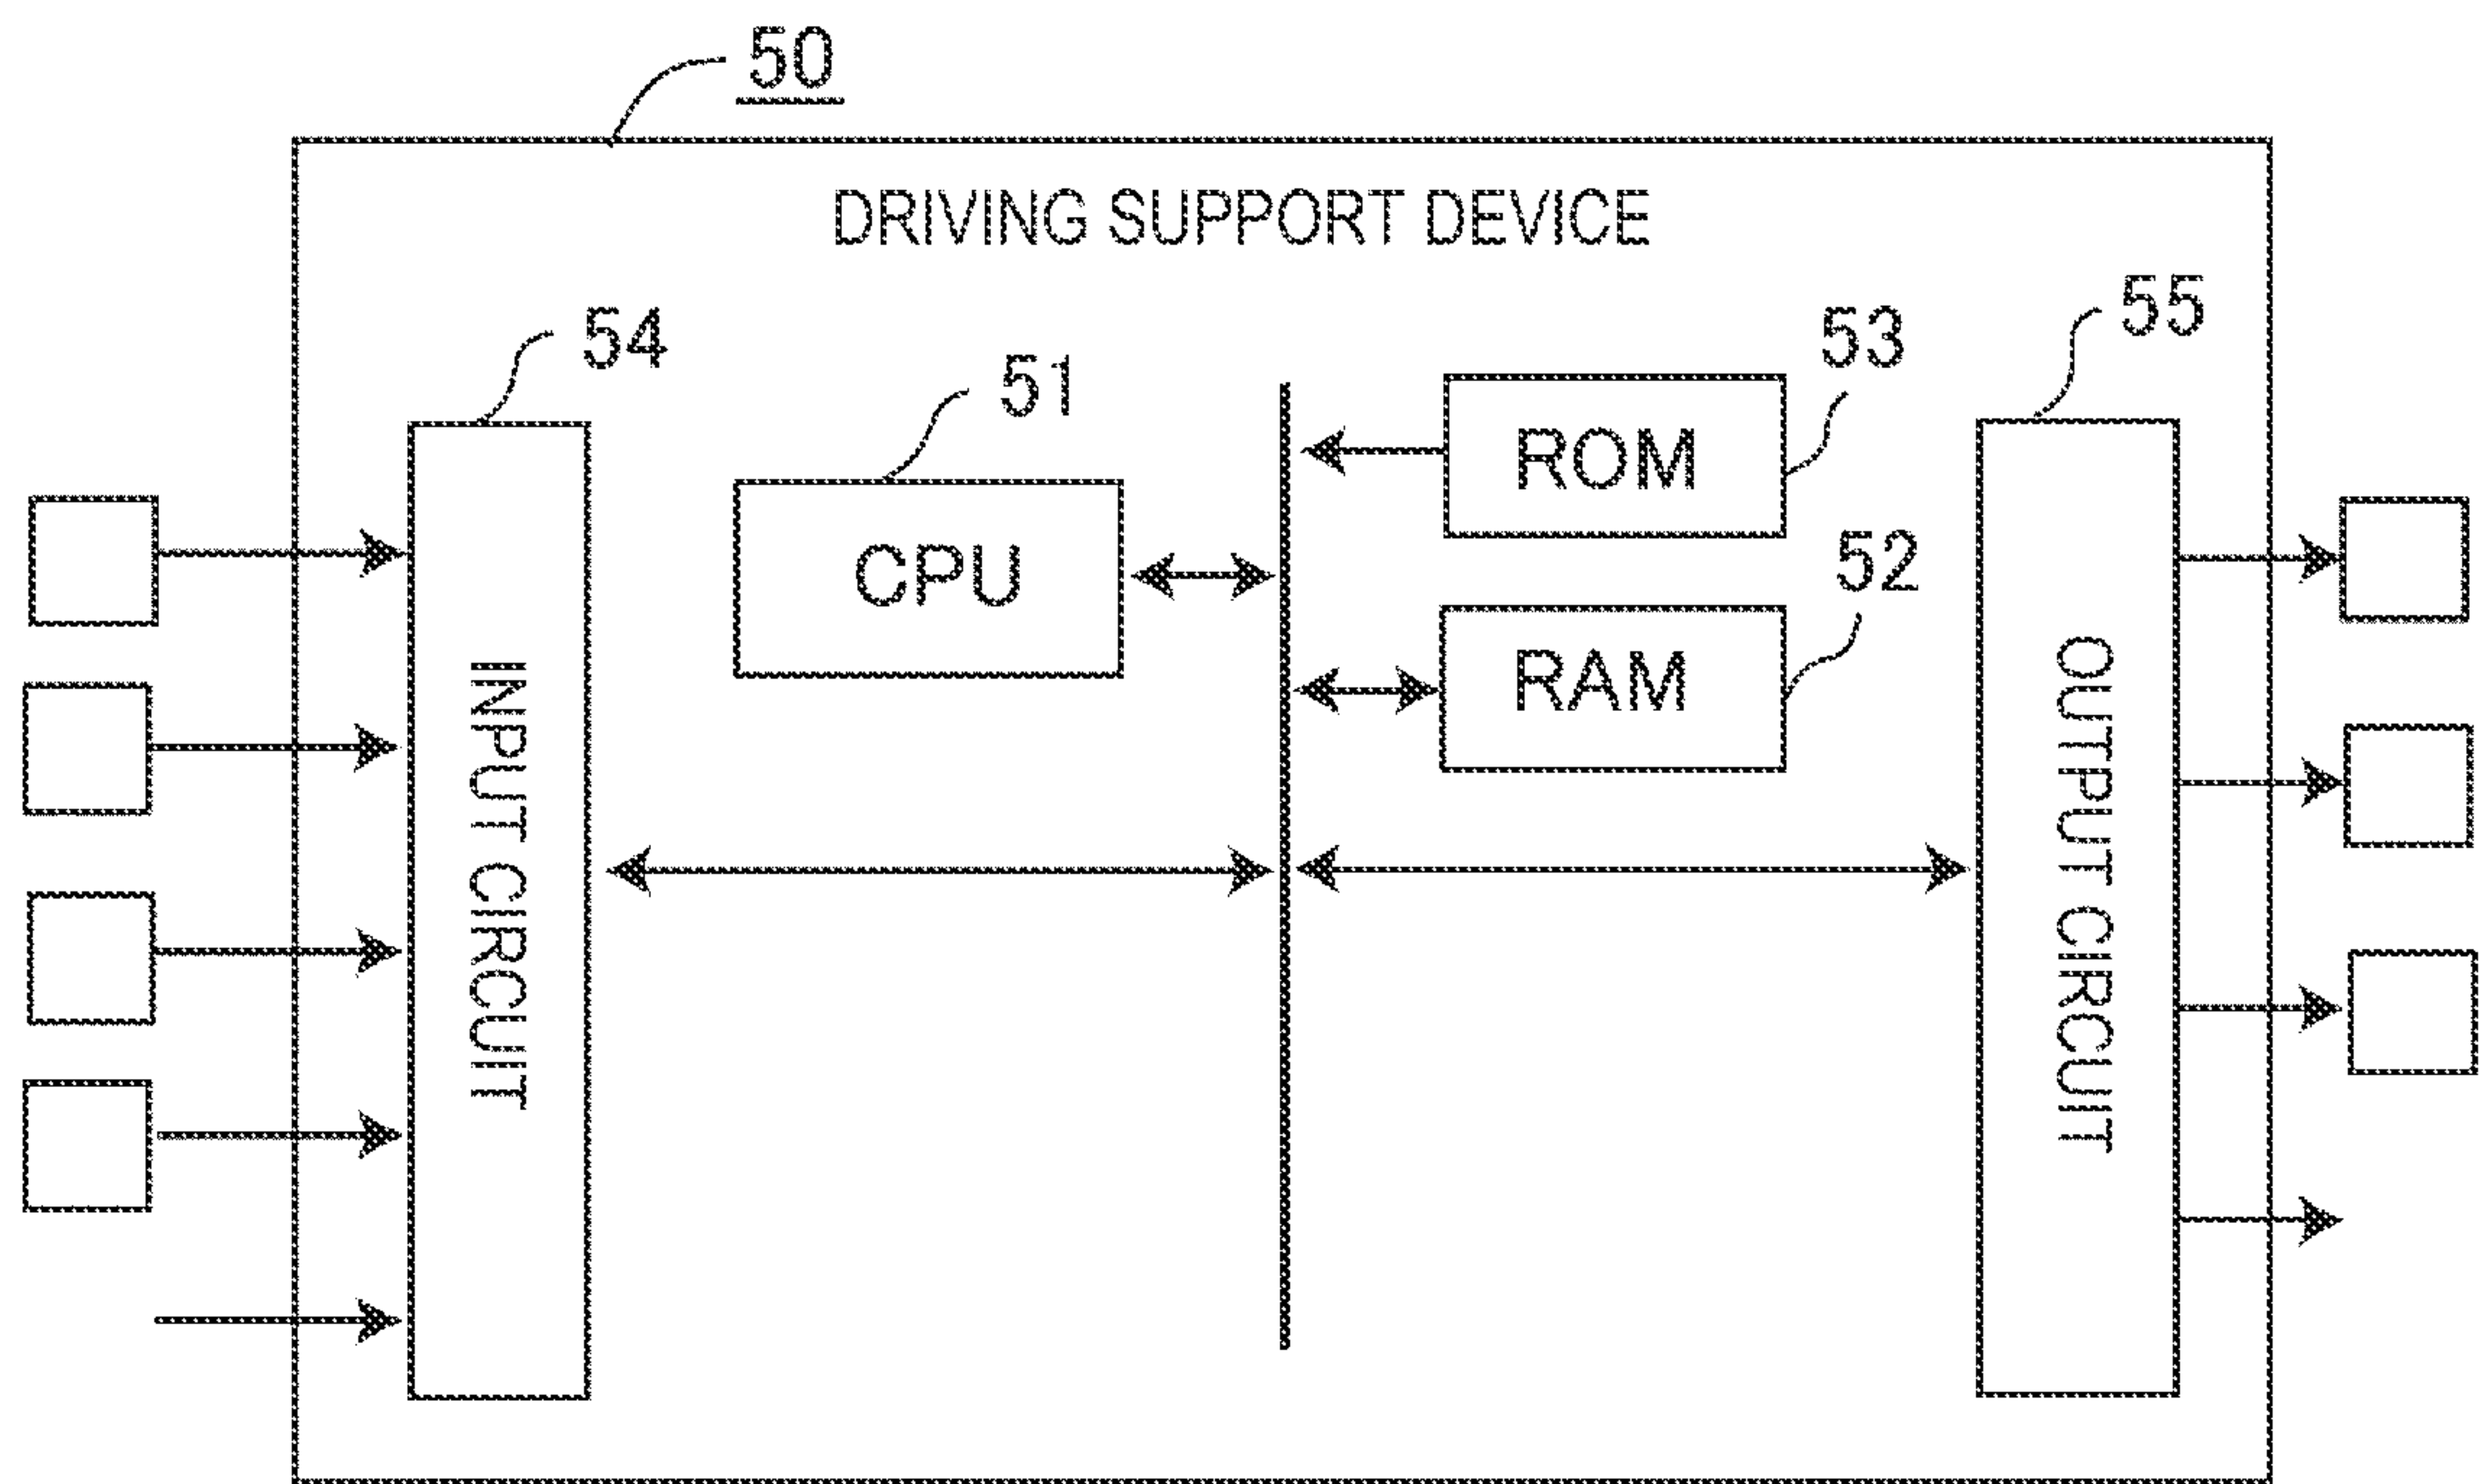 50
DRIVING SUPPORT DEVICE
54
51
53
55
ROM
CPU
52
RAM
INPUT CIRCUIT
OUTPUT CIRCUIT